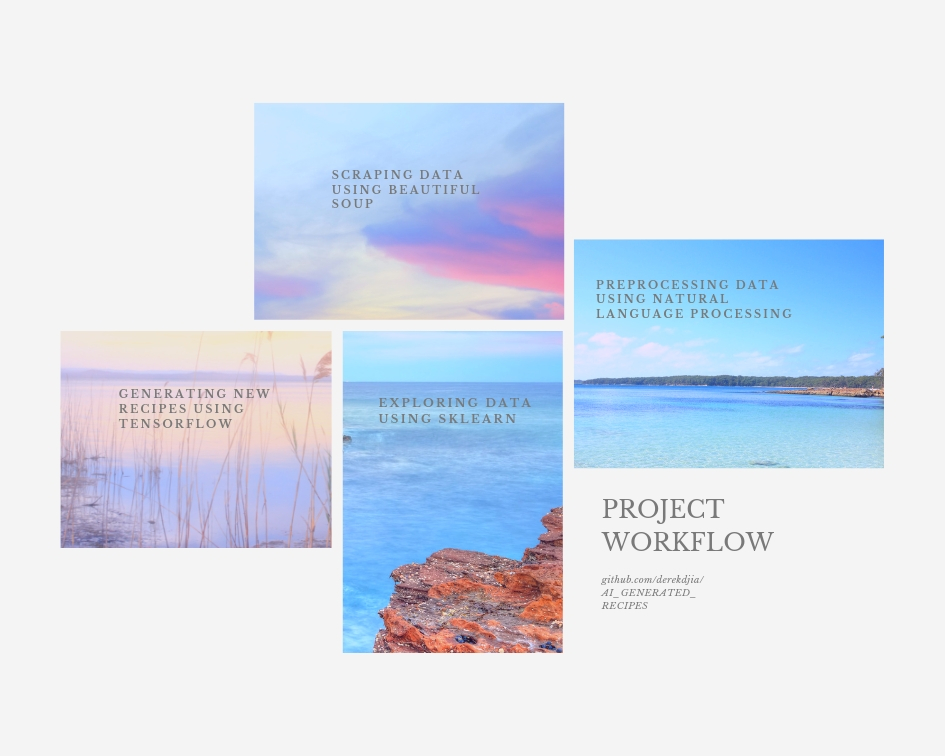 SCRAPING DATA
USING BEAUTIFUL
SOUP
PREPROCESSING DATA
USING NATURAL
LANGUAGE PROCESSING
GENERATING NEW
RECIPES USING
TENSORFLOW
EXPLORING DATA
USING SKLEARN
PROJECT
WORKFLOW
github.com/derekdjia/
AI_GENERATED_
RECIPES